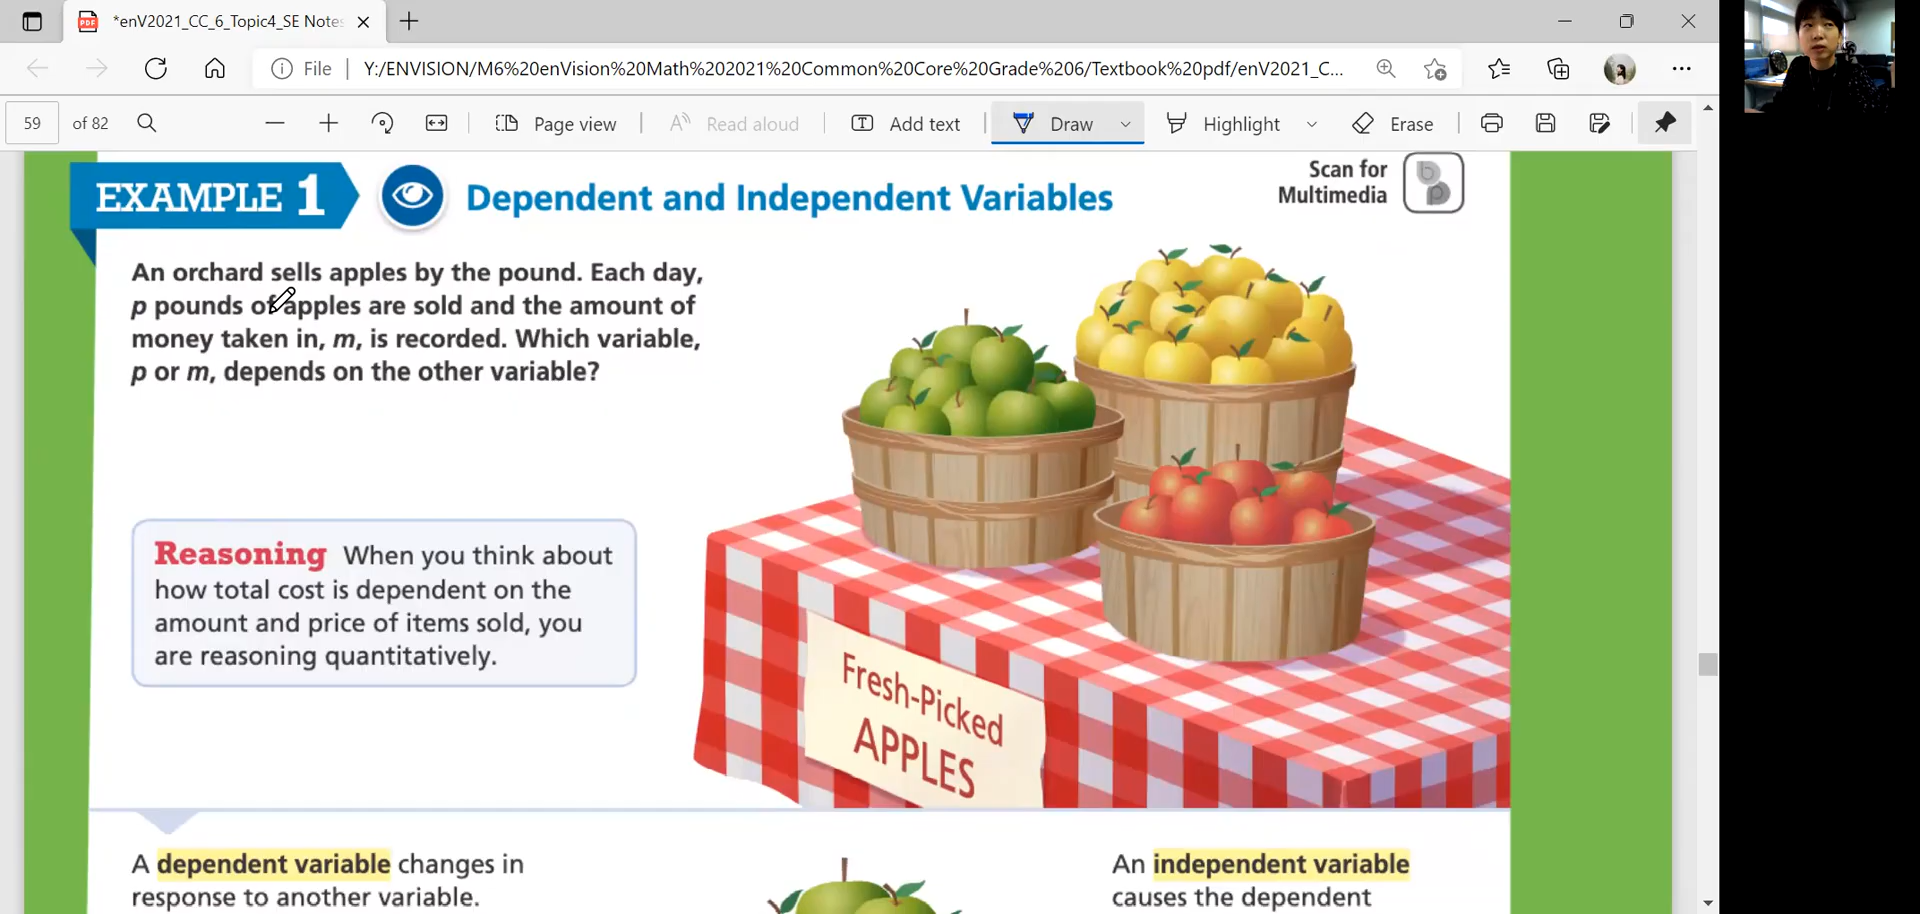 *enV2021_CC_6_Topic4_SE Notes
File
Y:/ENVISION/M6%20enVision%20Math%202021%20Common%20Core%20Grade%206/Textbook%20pdf/enV2021_C...
59 of 82
Page view
Read aloud
Add text
Draw
Highlight
Erase
EXAMPLE 1
Dependent and Independent Variables
Scan for
Multimedia
An orchard sells apples by the pound. Each day,
p pounds of apples are sold and the amount of
money taken in, m, is recorded. Which variable,
p or m, depends on the other variable?
Reasoning When you think about
how total cost is dependent on the
amount and price of items sold, you
are reasoning quantitatively.
Fresh-Picked
APPLES
A dependent variable changes in
response to another variable.
An independent variable
causes the dependent